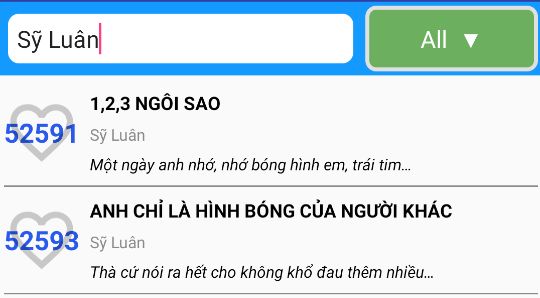 Sỹ Luân
All ▼
1,2,3 NGÔI SAO
52591
Sỹ Luân
Một ngày anh nhớ, nhớ bóng hình em, trái tim...
ANH CHỈ LÀ HÌNH BÓNG CỦA NGƯỜI KHÁC
52593
Sỹ Luân
Thà cứ nói ra hết cho không khổ đau thêm nhiều...